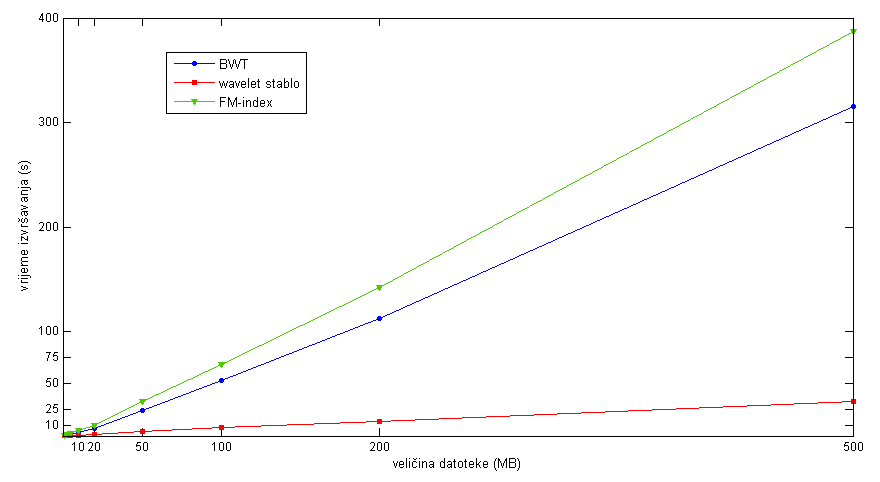 400
300
200
100
75
50
25
10
vrijeme izvršavanja (s)
BWT
wavelet stablo
FM-index
10 20 50 100 200 500
veličina datoteke (MB)